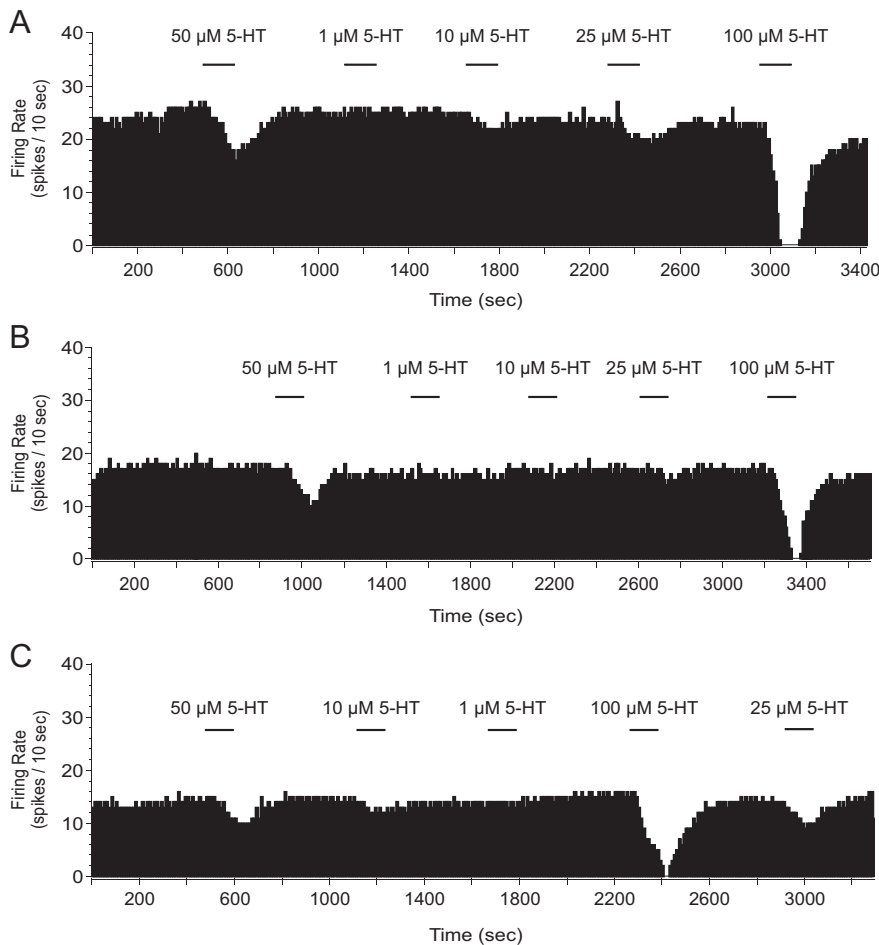 A
50 µM 5-HT 1 µM 5-HT 10 µM 5-HT 25 µM 5-HT 100 µM 5-HT
40
30
20
10
0
Firing Rate
(spikes / 10 sec)
200 600 1000 1400 1800 2200 2600 3000 3400
Time (sec)
B
50 µM 5-HT 1 µM 5-HT 10 µM 5-HT 25 µM 5-HT 100 µM 5-HT
40
30
20
10
0
Firing Rate
(spikes / 10 sec)
200 600 1000 1400 1800 2200 2600 3000 3400
Time (sec)
C
50 µM 5-HT 10 µM 5-HT 1 µM 5-HT 100 µM 5-HT 25 µM 5-HT
40
30
20
10
0
Firing Rate
(spikes / 10 sec)
200 600 1000 1400 1800 2200 2600 3000
Time (sec)